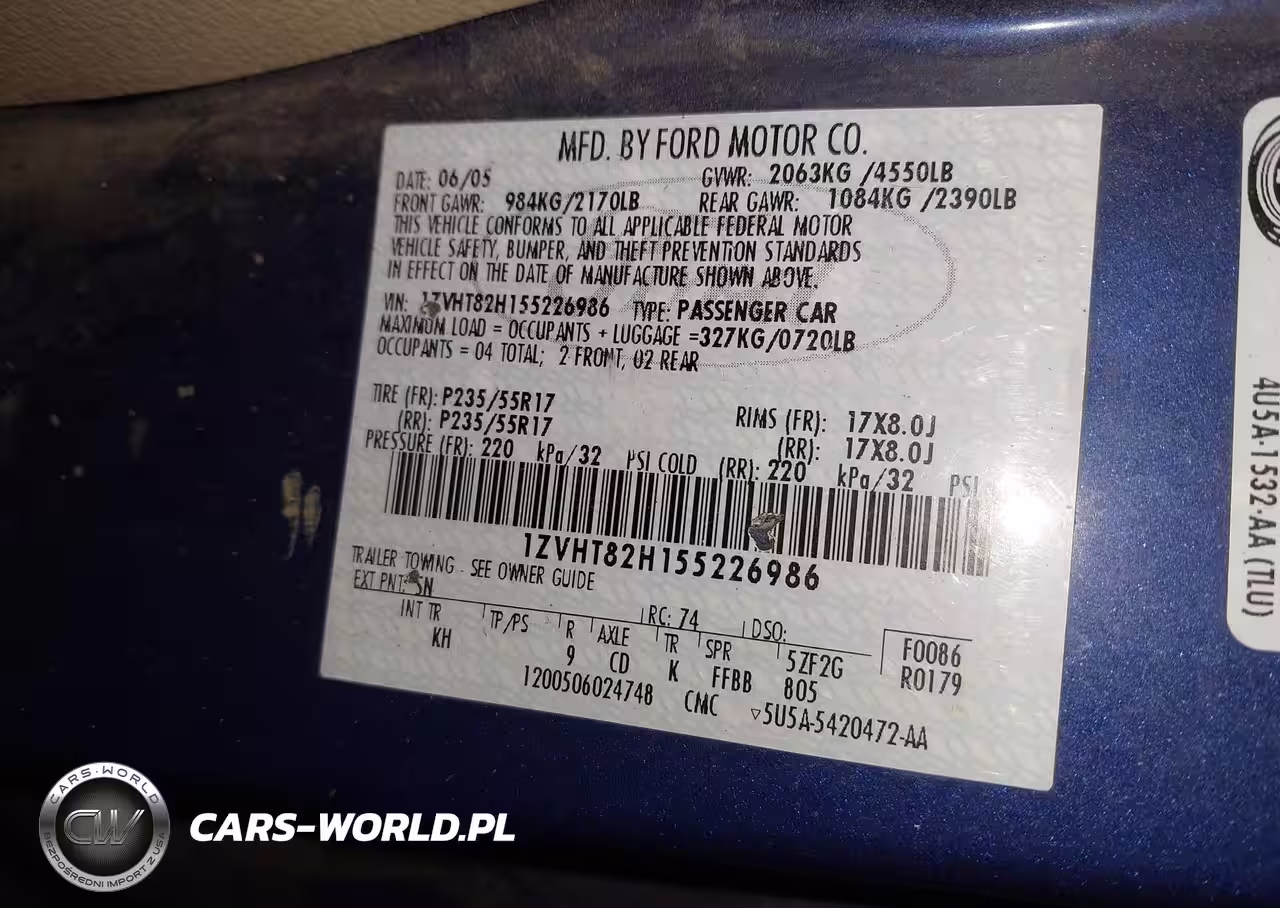 MFD. BY FORD MOTOR CO.
DATE: 06/05 GVWR: 2063KG /4550LB
FRONT GAWR: 984KG/2170LB REAR GAWR: 1084KG /2390LB
THIS VEHICLE CONFORMS TO ALL APPLICABLE FEDERAL MOTOR
VEHICLE SAFETY, BUMPER, AND THEFT PREVENTION STANDARDS
IN EFFECT ON THE DATE OF MANUFACTURE SHOWN ABOVE.
VIN: 1ZVHT82H155226986 TYPE: PASSENGER CAR
MAXIMUM LOAD = OCCUPANTS + LUGGAGE =327KG/0720LB
OCCUPANTS = 04 TOTAL; 2 FRONT, 02 REAR
TIRE (FR): P235/55R17 RIMS (FR): 17X8.0J
(RR): P235/55R17 (RR): 17X8.0J
PRESSURE (FR): 220 kPa/32 PSI COLD (RR): 220 kPa/32 PSI
1ZVHT82H155226986
TRAILER TOWING - SEE OWNER GUIDE
EXT PNT: SN RC: 74 DSO: F0086
INT TR TP/PS R AXLE TR SPR 5ZF2G R0179
KH 9 CD K FFBB 805
1200506024748 CMC ▽5U5A-5420472-AA
4U5A-1532-AA (TLU)
CARS-WORLD
CW
BEZPOŚREDNI IMPORT Z USA
CARS-WORLD.PL